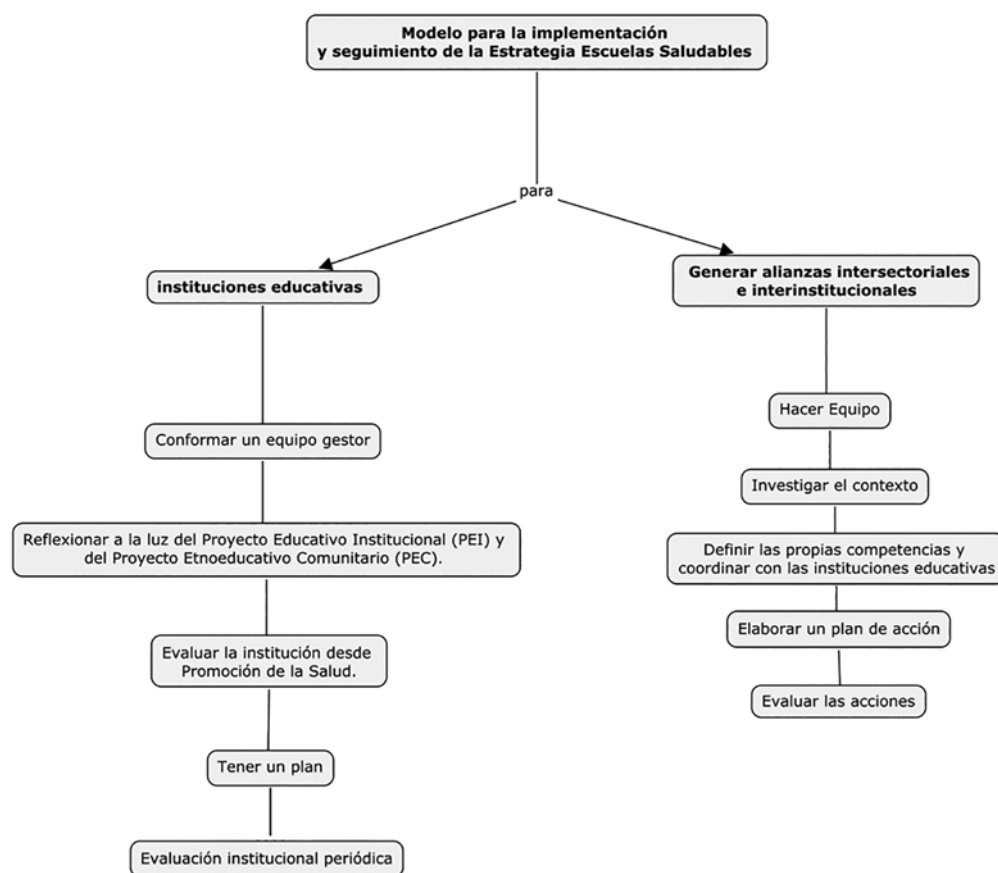 Modelo para la implementación
y seguimiento de la Estrategia Escuelas Saludables
para
instituciones educativas
Generar alianzas intersectoriales
e interinstitucionales
Conformar un equipo gestor
Reflexionar a la luz del Proyecto Educativo Institucional (PEI) y
del Proyecto Etnoeducativo Comunitario (PEC).
Evaluar la institución desde
Promoción de la Salud.
Tener un plan
Evaluación institucional periódica
Hacer Equipo
Investigar el contexto
Definir las propias competencias y
coordinar con las instituciones educativas
Elaborar un plan de acción
Evaluar las acciones